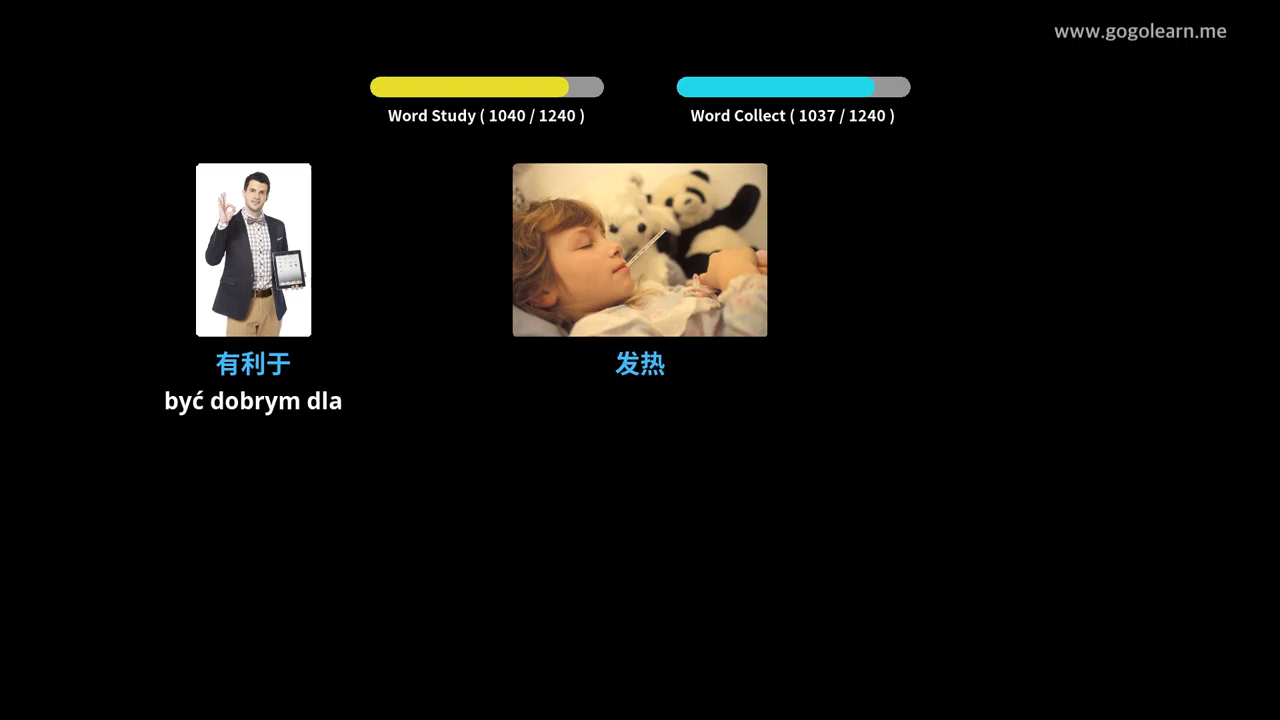 www.gogolearn.me
Word Study ( 1040 / 1240 )
Word Collect ( 1037 / 1240 )
有利于
być dobrym dla
发热